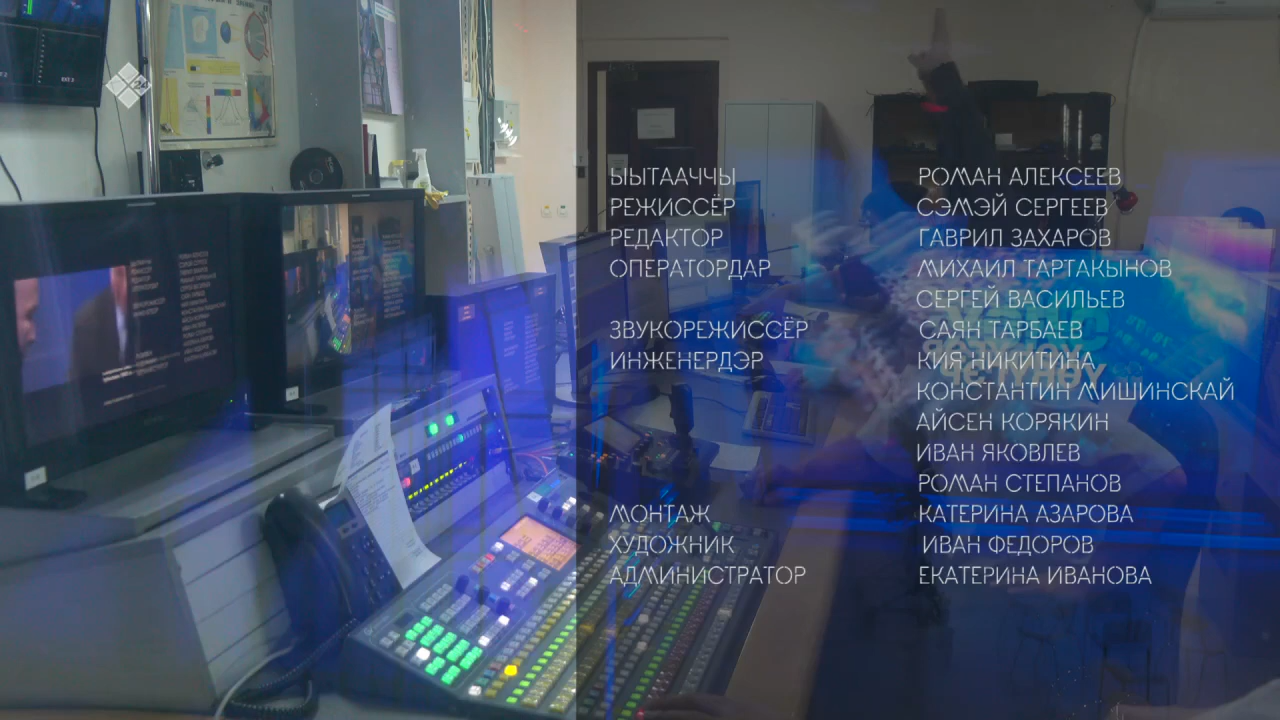 ЫЫТААЧЧЫ РОМАН АЛЕКСЕЕВ
РЕЖИССЁР СЭМЭЙ СЕРГЕЕВ
РЕДАКТОР ГАВРИЛ ЗАХАРОВ
ОПЕРАТОРДАР МИХАИЛ ТАРТАКЫНОВ
СЕРГЕЙ ВАСИЛЬЕВ
ЗВУКОРЕЖИССЁР САЯН ТАРБАЕВ
ИНЖЕНЕРДЭР КИЯ НИКИТИНА
КОНСТАНТИН МИШИНСКАЙ
АЙСЕН КОРЯКИН
ИВАН ЯКОВЛЕВ
РОМАН СТЕПАНОВ
МОНТАЖ КАТЕРИНА АЗАРОВА
ХУДОЖНИК ИВАН ФЕДОРОВ
АДМИНИСТРАТОР ЕКАТЕРИНА ИВАНОВА